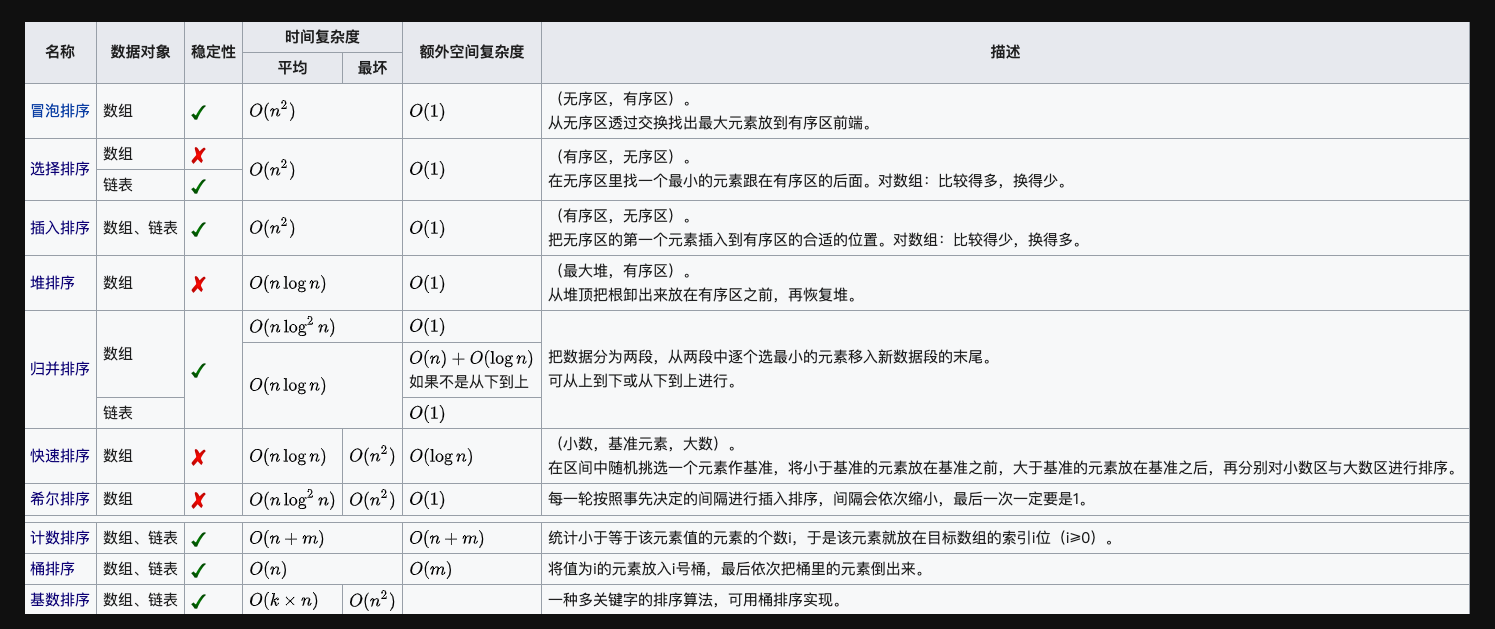 名称 数据对象 稳定性 时间复杂度 额外空间复杂度 描述
平均 最坏
冒泡排序 数组 ✓ O(n²) O(1) （无序区，有序区）。
从无序区透过交换找出最大元素放到有序区前端。
选择排序 数组 ✗ O(n²) O(1) （有序区，无序区）。
链表 ✓ 在无序区里找一个最小的元素跟在有序区的后面。对数组：比较得多，换得少。
插入排序 数组、链表 ✓ O(n²) O(1) （有序区，无序区）。
把无序区的第一个元素插入到有序区的合适的位置。对数组：比较得少，换得多。
堆排序 数组 ✗ O(n log n) O(1) （最大堆，有序区）。
从堆顶把根卸出来放在有序区之前，再恢复堆。
归并排序 数组 ✓ O(n log² n) O(1) 把数据分为两段，从两段中逐个选最小的元素移入新数据段的末尾。
O(n log n) O(n) + O(log n) 可从上到下或从下到上进行。
如果不是从下到上
链表 O(1)
快速排序 数组 ✗ O(n log n) O(n²) O(log n) （小数，基准元素，大数）。
在区间中随机挑选一个元素作基准，将小于基准的元素放在基准之前，大于基准的元素放在基准之后，再分别对小数区与大数区进行排序。
希尔排序 数组 ✗ O(n log² n) O(n²) O(1) 每一轮按照事先决定的间隔进行插入排序，间隔会依次缩小，最后一次一定要是1。
计数排序 数组、链表 ✓ O(n + m) O(n + m) 统计小于等于该元素值的元素的个数i，于是该元素就放在目标数组的索引i位（i⩾0）。
桶排序 数组、链表 ✓ O(n) O(m) 将值为i的元素放入i号桶，最后依次把桶里的元素倒出来。
基数排序 数组、链表 ✓ O(k × n) O(n²) 一种多关键字的排序算法，可用桶排序实现。